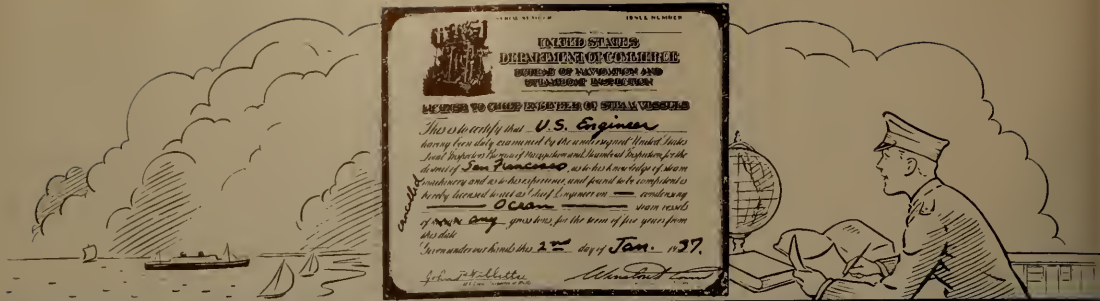 ISSUE NUMBER
UNITED STATES
DEPARTMENT OF COMMERCE
BUREAU OF NAVIGATION AND
STEAMBOAT INSPECTION
LICENSE TO CHIEF ENGINEER OF STEAM VESSELS
This is to certify that U.S. Engineer
having been duly examined by the undersigned United States
Local Inspectors Bureau of Navigation and Steamboat Inspection, for the
district of San Francisco, as to his knowledge of steam
machinery and as to his experience, and found to be competent is
hereby licensed to act as Chief Engineer on — condensing
Ocean steam vessels
of any gross tons, for the term of five years from
this date
Given under our hands this 2nd day of Jan. 1937.
cancelled